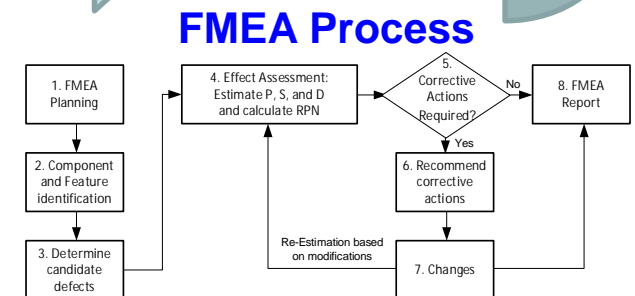 FMEA Process
1. FMEA
Planning
2. Component
and Feature
identification
3. Determine
candidate
defects
4. Effect Assessment:
Estimate P, S, and D
and calculate RPN
5.
Corrective
Actions
Required?
No
Yes
6. Recommend
corrective
actions
7. Changes
Re-Estimation based
on modifications
8. FMEA
Report